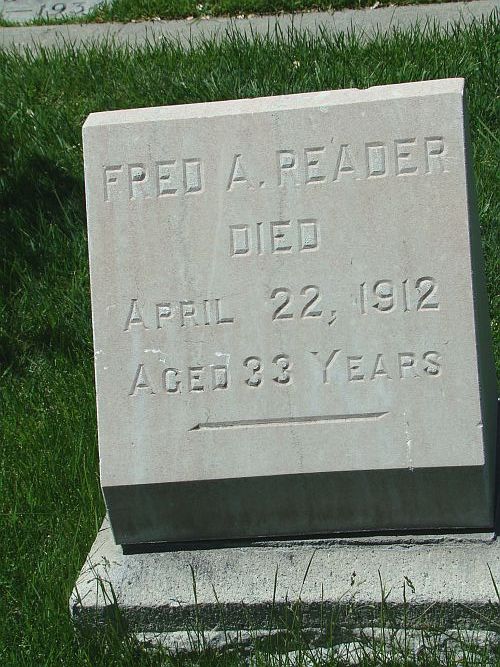 FRED A. READER
DIED
APRIL 22, 1912
AGED 33 YEARS